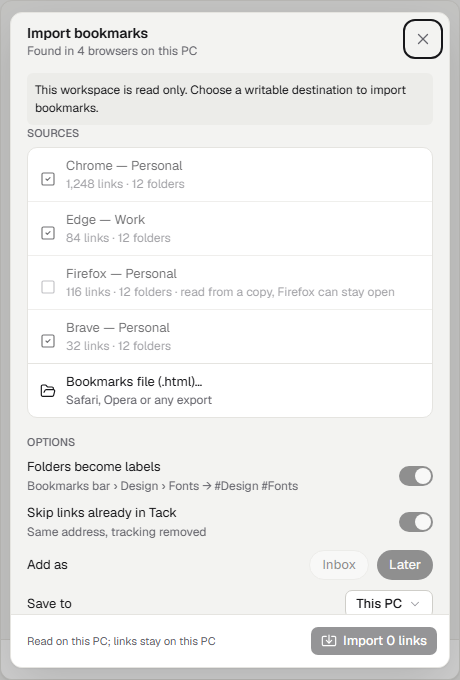 Import bookmarks
Found in 4 browsers on this PC
This workspace is read only. Choose a writable destination to import
bookmarks.
SOURCES
Chrome — Personal
1,248 links · 12 folders
Edge — Work
84 links · 12 folders
Firefox — Personal
116 links · 12 folders · read from a copy, Firefox can stay open
Brave — Personal
32 links · 12 folders
Bookmarks file (.html)…
Safari, Opera or any export
OPTIONS
Folders become labels
Bookmarks bar › Design › Fonts → #Design #Fonts
Skip links already in Tack
Same address, tracking removed
Add as Inbox Later
Save to This PC
Read on this PC; links stay on this PC Import 0 links